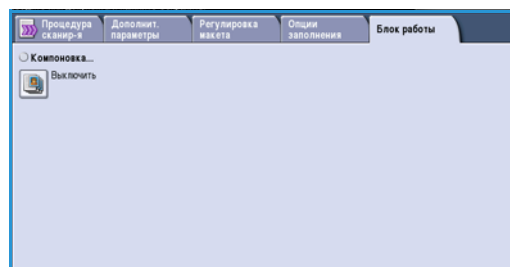 Процедура
сканир-я
Дополнит.
параметры
Регулировка
макета
Опции
заполнения
Блок работы
Компоновка...
Выключить